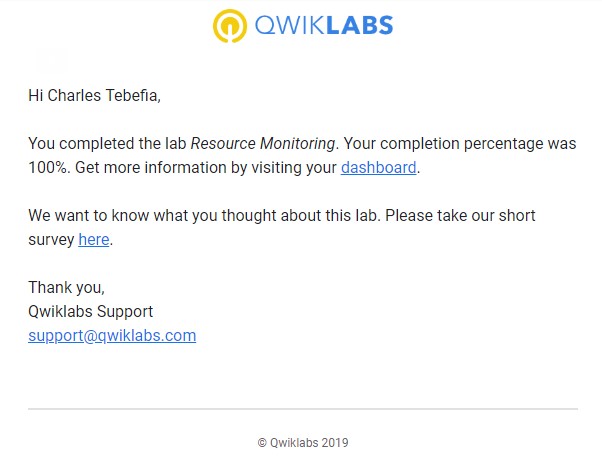 QWIKLABS
Hi Charles Tebefia,
You completed the lab Resource Monitoring. Your completion percentage was
100%. Get more information by visiting your dashboard.
We want to know what you thought about this lab. Please take our short
survey here.
Thank you,
Qwiklabs Support
support@qwiklabs.com
© Qwiklabs 2019